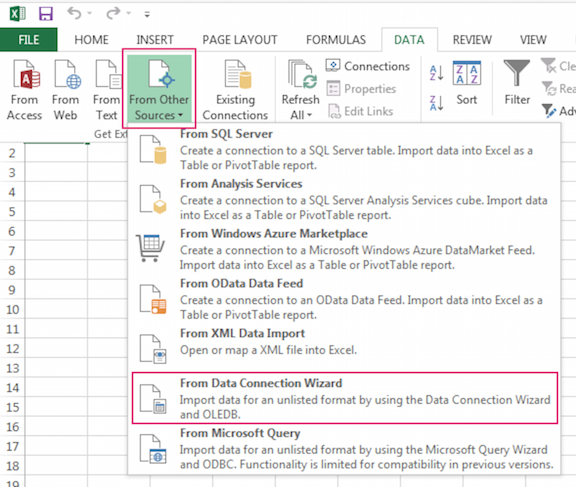 FILE HOME INSERT PAGE LAYOUT FORMULAS DATA REVIEW VIEW
From Access
From Web
From Text
From Other Sources
Existing Connections
Refresh All
Connections
Properties
Edit Links
Sort
Filter
Get
From SQL Server
Create a connection to a SQL Server table. Import data into Excel as a
Table or PivotTable report.
From Analysis Services
Create a connection to a SQL Server Analysis Services cube. Import data
into Excel as a Table or PivotTable report.
From Windows Azure Marketplace
Create a connection to a Microsoft Windows Azure DataMarket Feed.
Import data into Excel as a Table or PivotTable report.
From OData Data Feed
Create a connection to an OData Data Feed. Import data into Excel as a
Table or PivotTable report.
From XML Data Import
Open or map a XML file into Excel.
From Data Connection Wizard
Import data for an unlisted format by using the Data Connection Wizard
and OLEDB.
From Microsoft Query
Import data for an unlisted format by using the Microsoft Query Wizard
and ODBC. Functionality is limited for compatibility in previous versions.
2
3
4
5
6
7
8
9
10
11
12
13
14
15
16
17
18
19